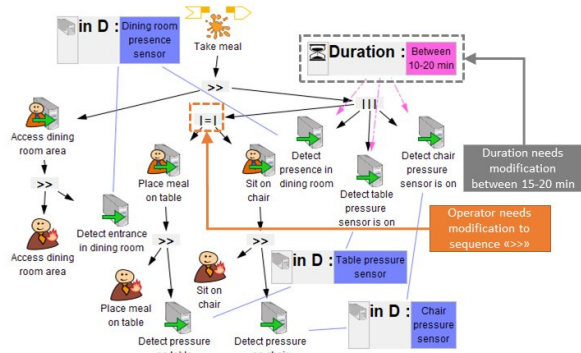 in D :
Dining room
presence
sensor
Take meal
Duration :
Between
10-20 min
>>
|||
|=|
Access dining
room area
Place meal
on table
Sit on
chair
Detect
presence in
dining room
Detect table
pressure
sensor is on
Detect chair
pressure
sensor is on
Duration needs
modification
between 15-20 min
Operator needs
modification to
sequence «>>»
>>
Access dining
room area
Detect entrance
in dining room
>>
>>
Place meal
on table
Sit on
chair
Detect pressure
Detect pressure
in D :
Table pressure
sensor
in D :
Chair
pressure
sensor